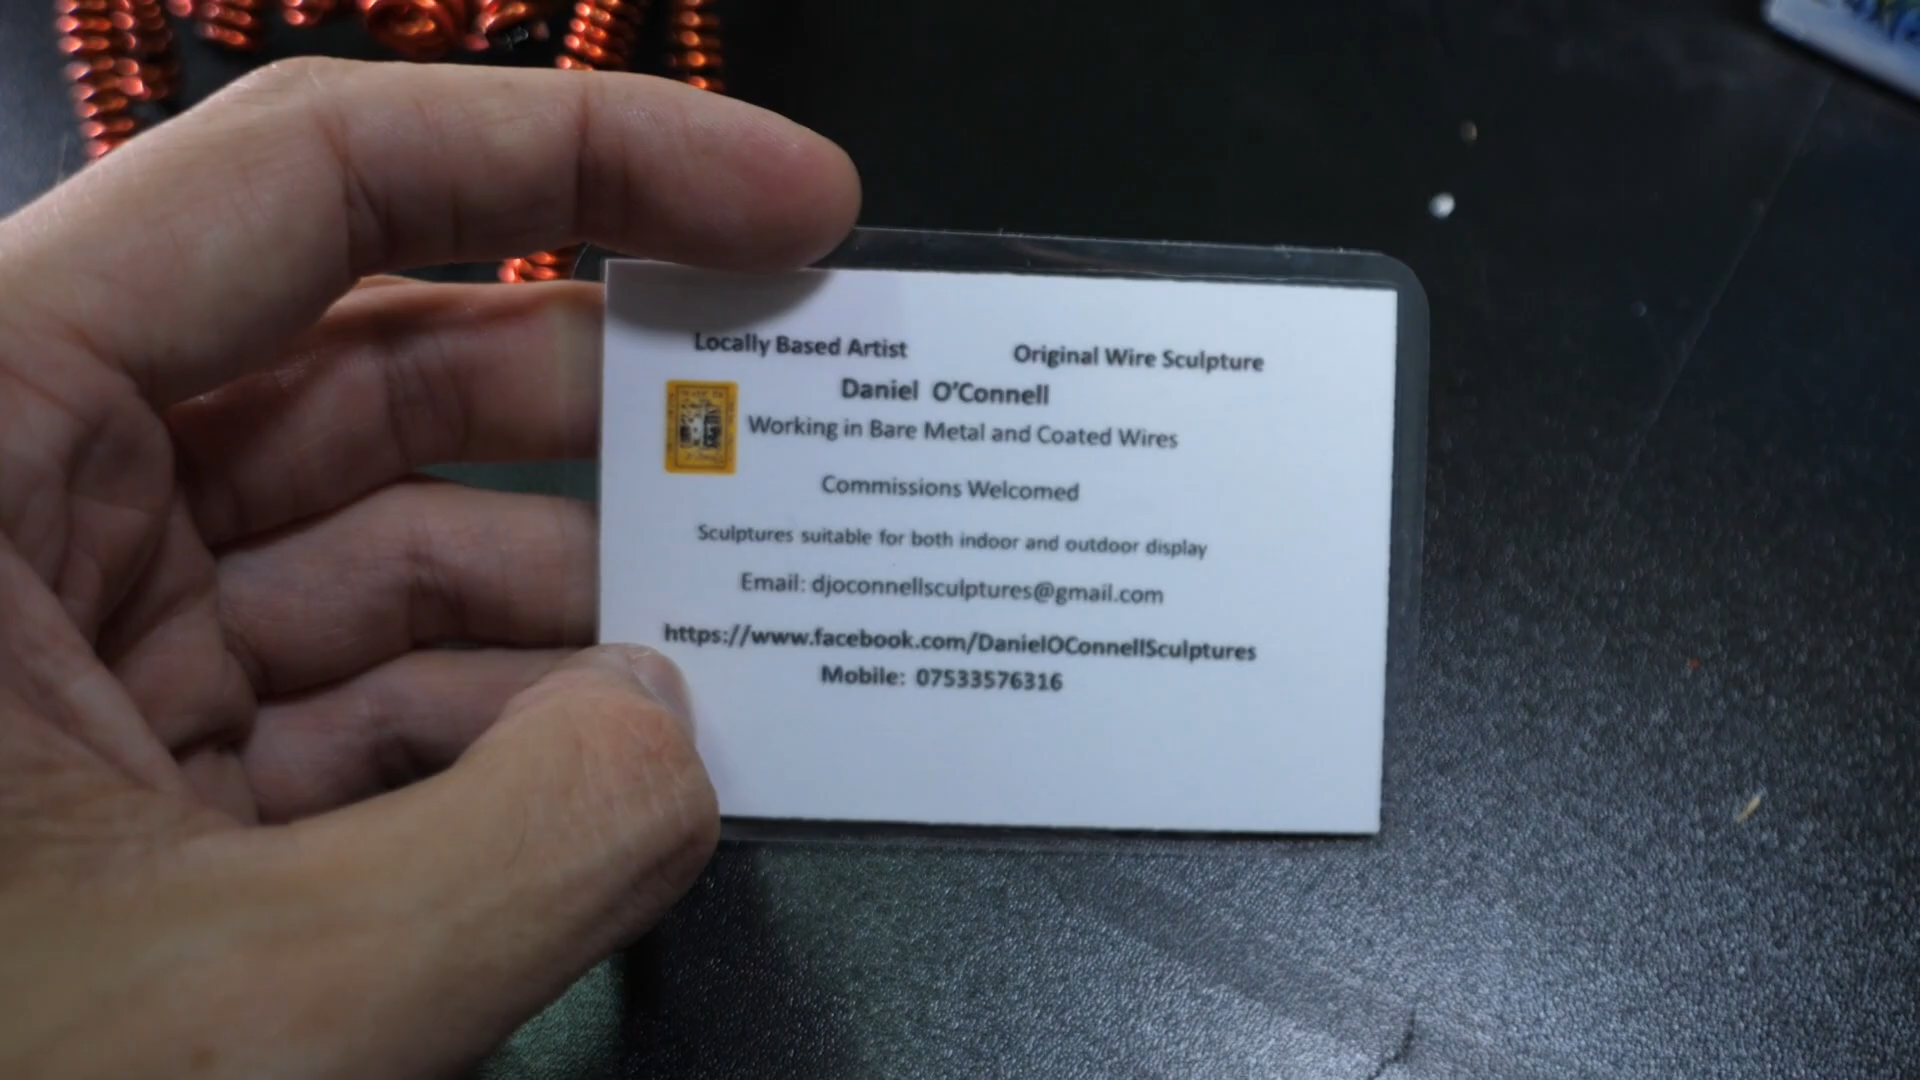 Locally Based Artist Original Wire Sculpture
Daniel O'Connell
Working in Bare Metal and Coated Wires
Commissions Welcomed
Sculptures suitable for both indoor and outdoor display
Email: djoconnellsculptures@gmail.com
https://www.facebook.com/DanielOConnellSculptures
Mobile: 07533576316